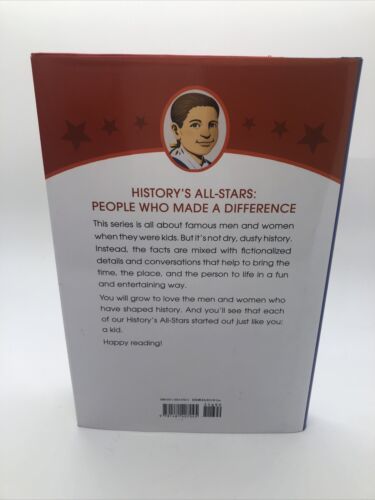 HISTORY'S ALL-STARS:
PEOPLE WHO MADE A DIFFERENCE
This series is all about famous men and women
when they were kids. But it's not dry, dusty history.
Instead, the facts are mixed with fictionalized
details and conversations that help to bring the
time, the place, and the person to life in a fun
and entertaining way.
You will grow to love the men and women who
have shaped history. And you'll see that each
of our History's All-Stars started out just like you:
a kid.
Happy reading!